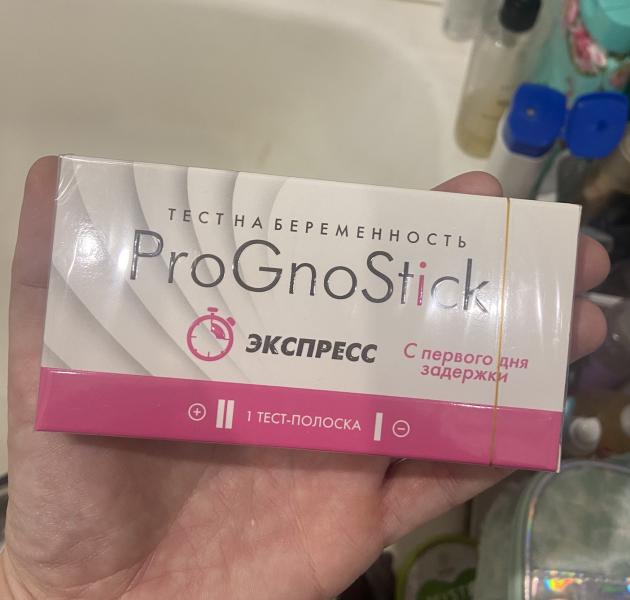 ТЕСТ НА БЕРЕМЕННОСТЬ
ProGnoStick
ЭКСПРЕСС
С первого дня
задержки
1 ТЕСТ-ПОЛОСКА